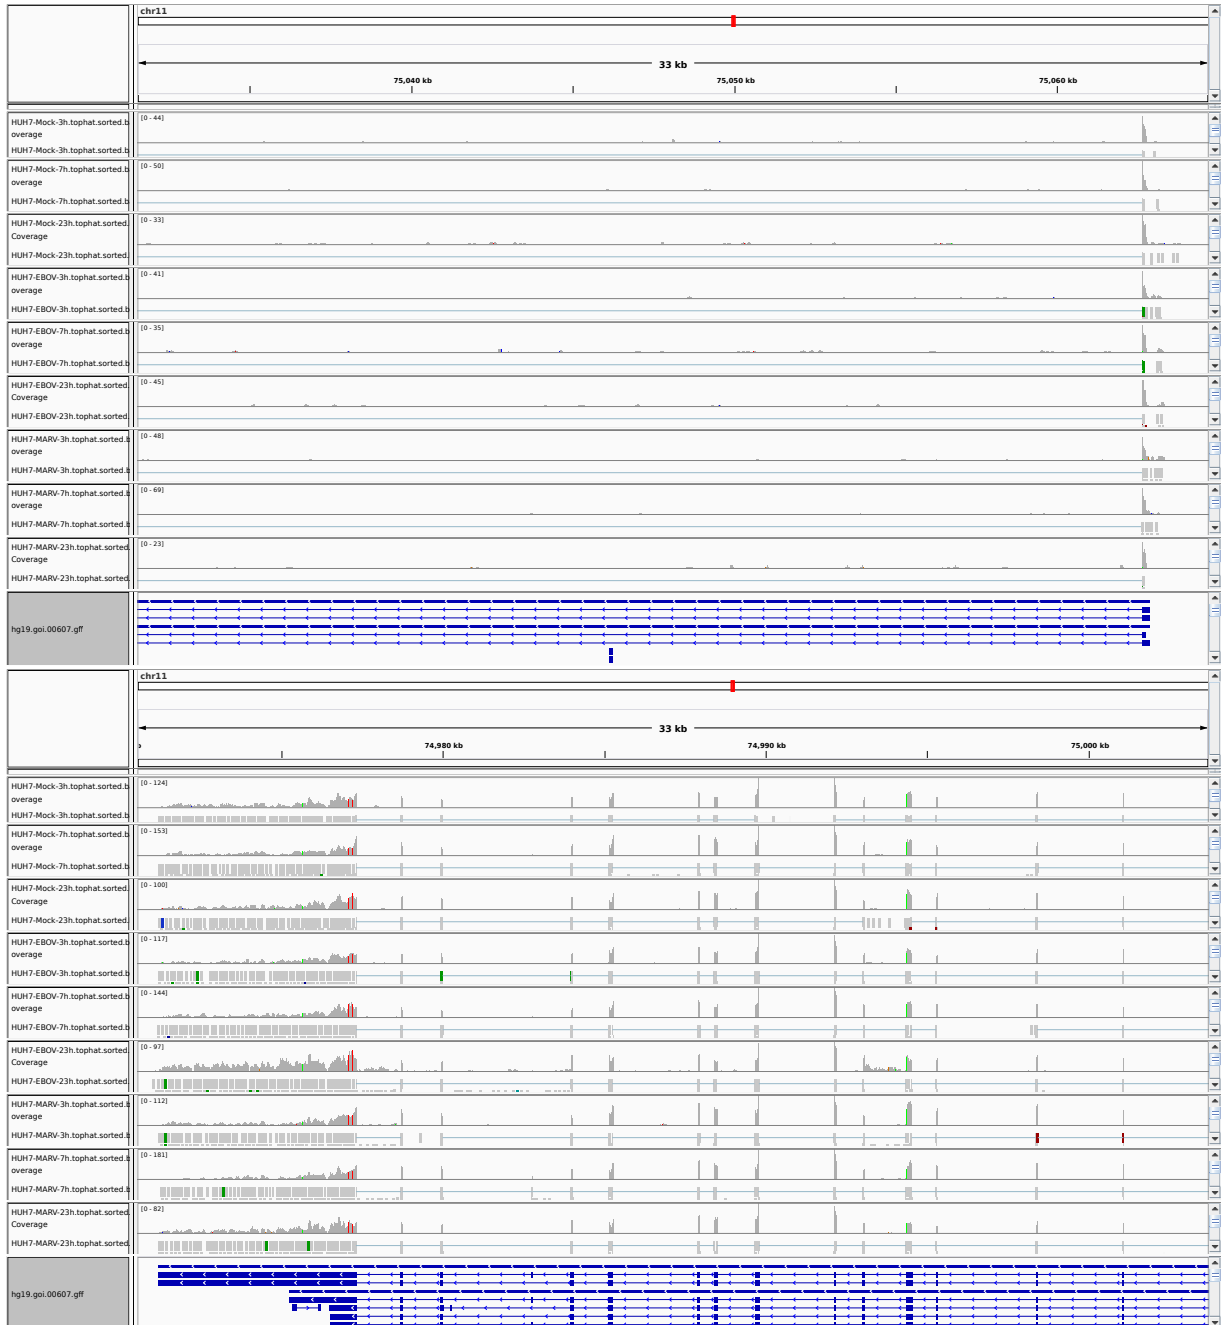 chr11
33 kb
75,040 kb 75,050 kb 75,060 kb
HUH7-Mock-3h.tophat.sorted.b [0 - 44]
overage
HUH7-Mock-3h.tophat.sorted.b
HUH7-Mock-7h.tophat.sorted.b [0 - 50]
overage
HUH7-Mock-7h.tophat.sorted.b
HUH7-Mock-23h.tophat.sorted. [0 - 33]
Coverage
HUH7-Mock-23h.tophat.sorted.
HUH7-EBOV-3h.tophat.sorted.b [0 - 41]
overage
HUH7-EBOV-3h.tophat.sorted.b
HUH7-EBOV-7h.tophat.sorted.b [0 - 35]
overage
HUH7-EBOV-7h.tophat.sorted.b
HUH7-EBOV-23h.tophat.sorted. [0 - 45]
Coverage
HUH7-EBOV-23h.tophat.sorted.
HUH7-MARV-3h.tophat.sorted.b [0 - 48]
overage
HUH7-MARV-3h.tophat.sorted.b
HUH7-MARV-7h.tophat.sorted.b [0 - 69]
overage
HUH7-MARV-7h.tophat.sorted.b
HUH7-MARV-23h.tophat.sorted. [0 - 23]
Coverage
HUH7-MARV-23h.tophat.sorted.
hg19.goi.00607.gff
chr11
33 kb
74,980 kb 74,990 kb 75,000 kb
HUH7-Mock-3h.tophat.sorted.b [0 - 124]
overage
HUH7-Mock-3h.tophat.sorted.b
HUH7-Mock-7h.tophat.sorted.b [0 - 153]
overage
HUH7-Mock-7h.tophat.sorted.b
HUH7-Mock-23h.tophat.sorted. [0 - 100]
Coverage
HUH7-Mock-23h.tophat.sorted.
HUH7-EBOV-3h.tophat.sorted.b [0 - 117]
overage
HUH7-EBOV-3h.tophat.sorted.b
HUH7-EBOV-7h.tophat.sorted.b [0 - 144]
overage
HUH7-EBOV-7h.tophat.sorted.b
HUH7-EBOV-23h.tophat.sorted. [0 - 97]
Coverage
HUH7-EBOV-23h.tophat.sorted.
HUH7-MARV-3h.tophat.sorted.b [0 - 112]
overage
HUH7-MARV-3h.tophat.sorted.b
HUH7-MARV-7h.tophat.sorted.b [0 - 181]
overage
HUH7-MARV-7h.tophat.sorted.b
HUH7-MARV-23h.tophat.sorted. [0 - 82]
Coverage
HUH7-MARV-23h.tophat.sorted.
hg19.goi.00607.gff